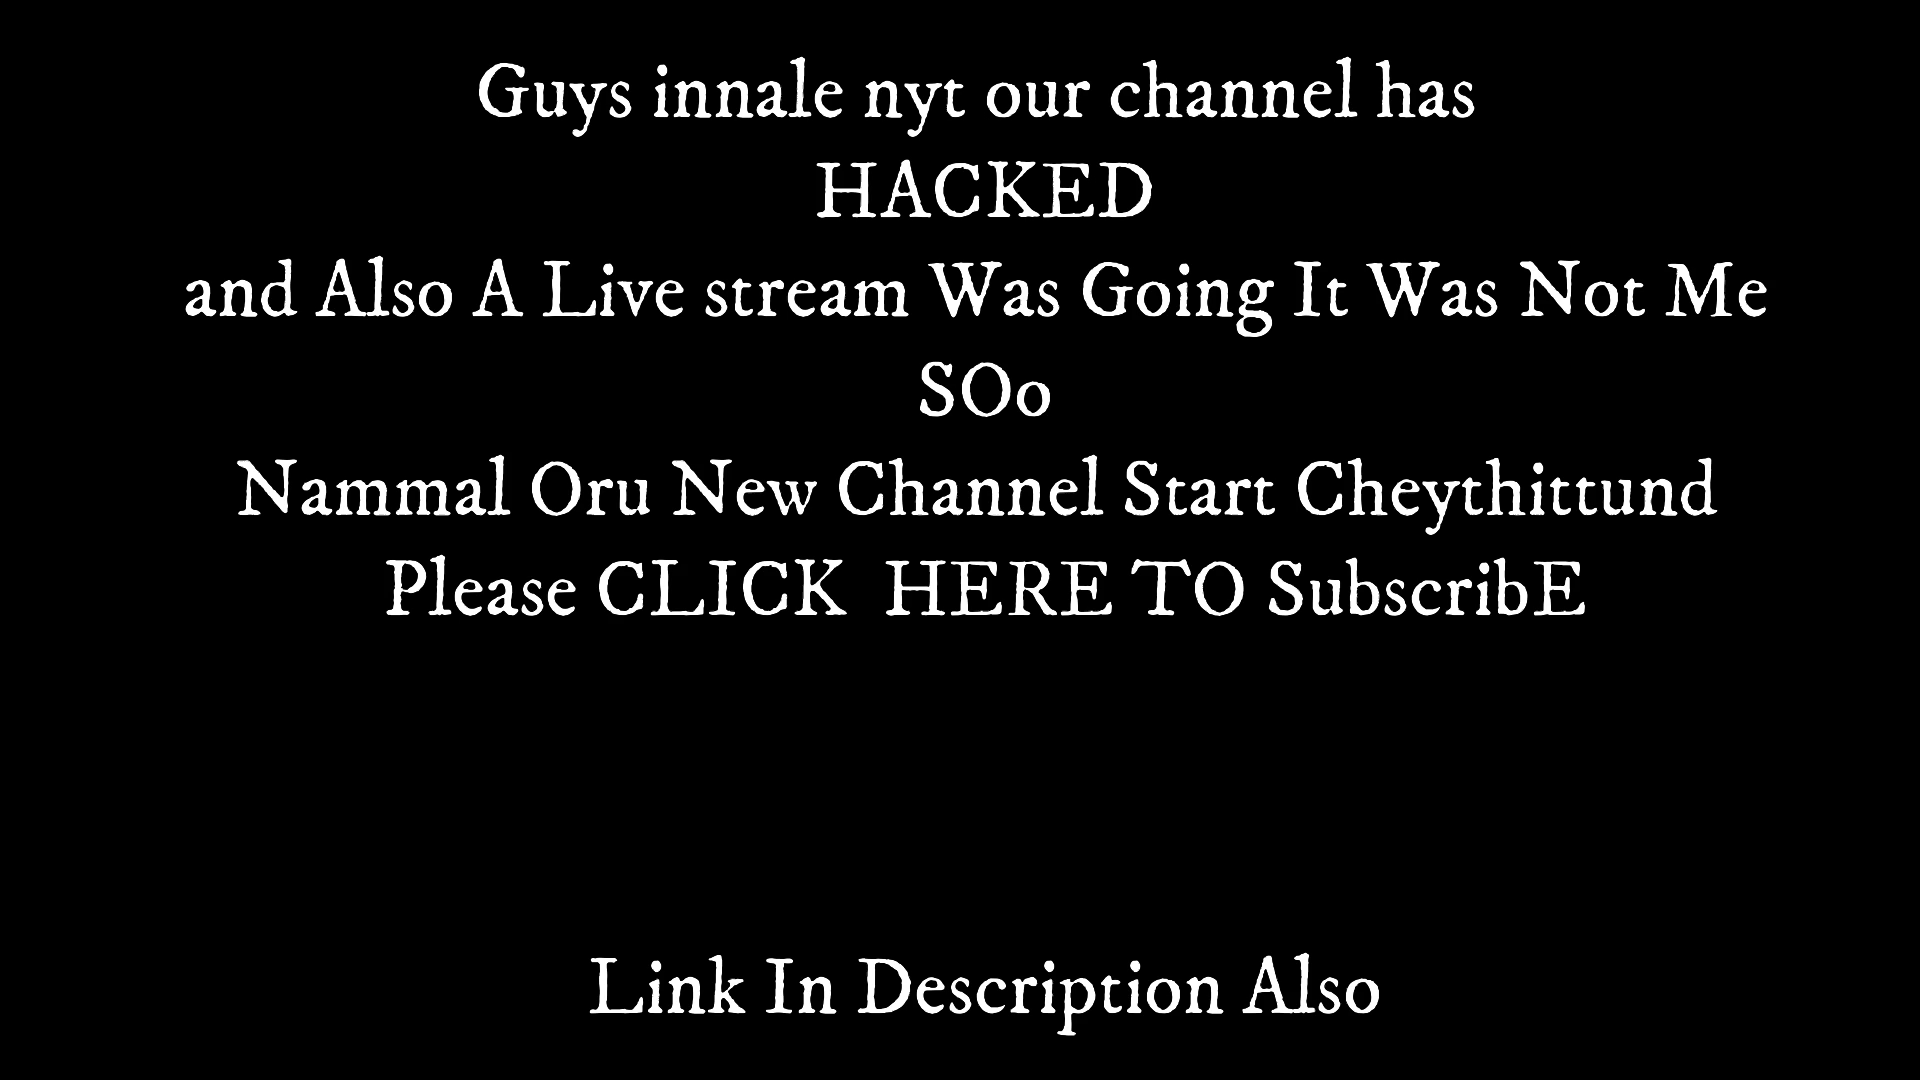 Guys innale nyt our channel has
HACKED
and Also A Live stream Was Going It Was Not Me
SOo
Nammal Oru New Channel Start Cheythittund
Please CLICK  HERE TO SubscribE
Link In Description Also